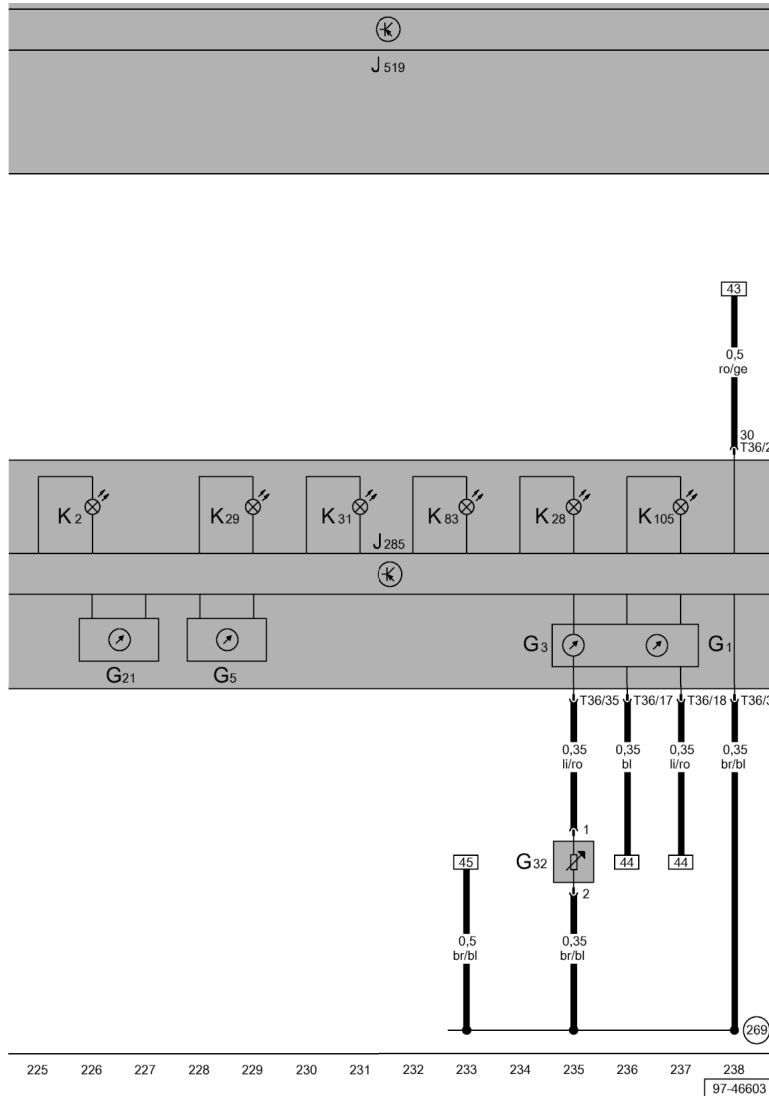 J 519
43
0,5
ro/ge
30
K 2
K 29
K 31
K 83
K 28
K 105
J 285
G 21
G 5
G 3
G 1
T36/35
T36/17
T36/18
0,35
li/ro
0,35
bl
0,35
li/ro
0,35
br/bl
1
45
G 32
44
44
2
0,5
br/bl
0,35
br/bl
269
225 226 227 228 229 230 231 232 233 234 235 236 237 238
97-46603